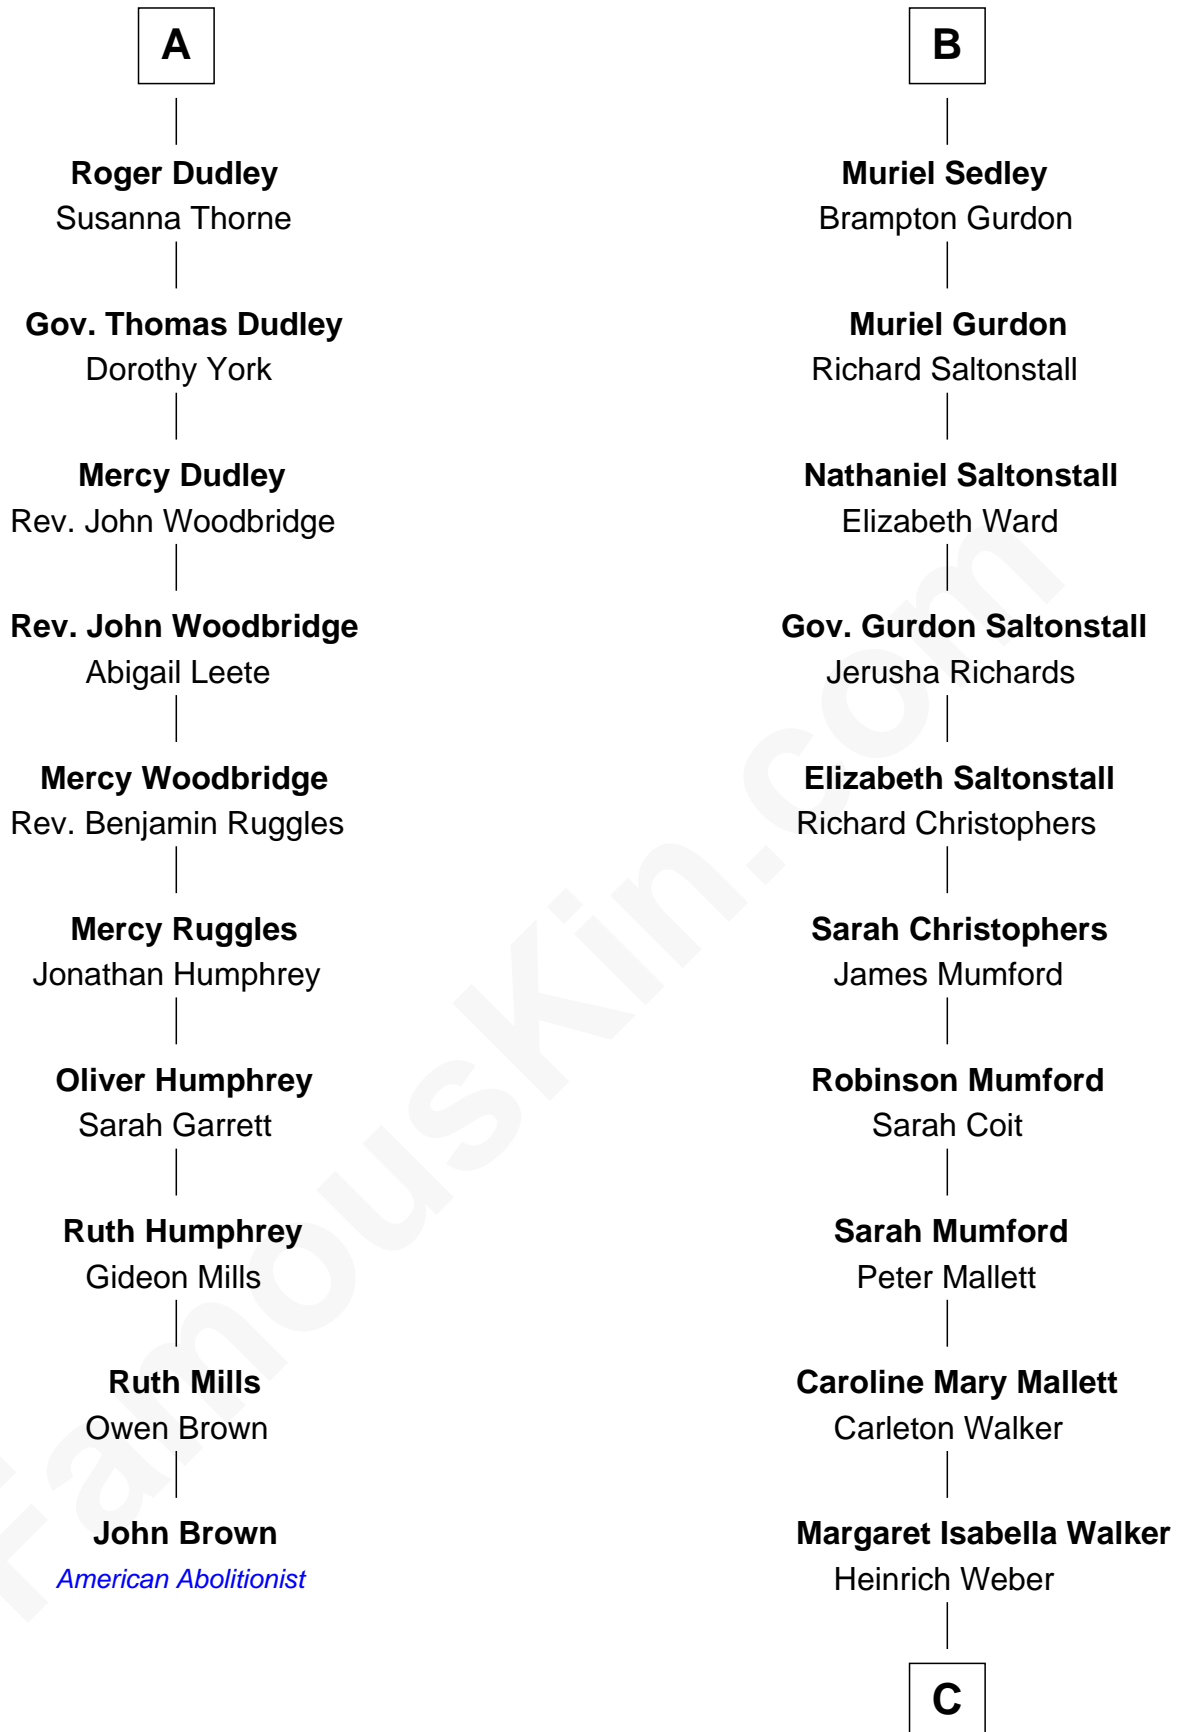 A
Roger Dudley
Susanna Thorne
Gov. Thomas Dudley
Dorothy York
Mercy Dudley
Rev. John Woodbridge
Rev. John Woodbridge
Abigail Leete
Mercy Woodbridge
Rev. Benjamin Ruggles
Mercy Ruggles
Jonathan Humphrey
Oliver Humphrey
Sarah Garrett
Ruth Humphrey
Gideon Mills
Ruth Mills
Owen Brown
John Brown
American Abolitionist
B
Muriel Sedley
Brampton Gurdon
Muriel Gurdon
Richard Saltonstall
Nathaniel Saltonstall
Elizabeth Ward
Gov. Gurdon Saltonstall
Jerusha Richards
Elizabeth Saltonstall
Richard Christophers
Sarah Christophers
James Mumford
Robinson Mumford
Sarah Coit
Sarah Mumford
Peter Mallett
Caroline Mary Mallett
Carleton Walker
Margaret Isabella Walker
Heinrich Weber
C
FamousKin.com